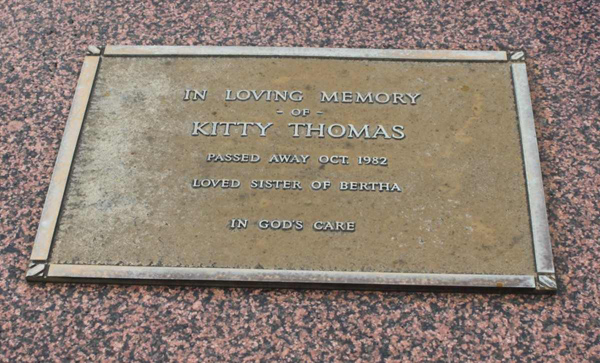 IN LOVING MEMORY
- OF -
KITTY THOMAS
PASSED AWAY OCT. 1982
LOVED SISTER OF BERTHA
IN GOD'S CARE